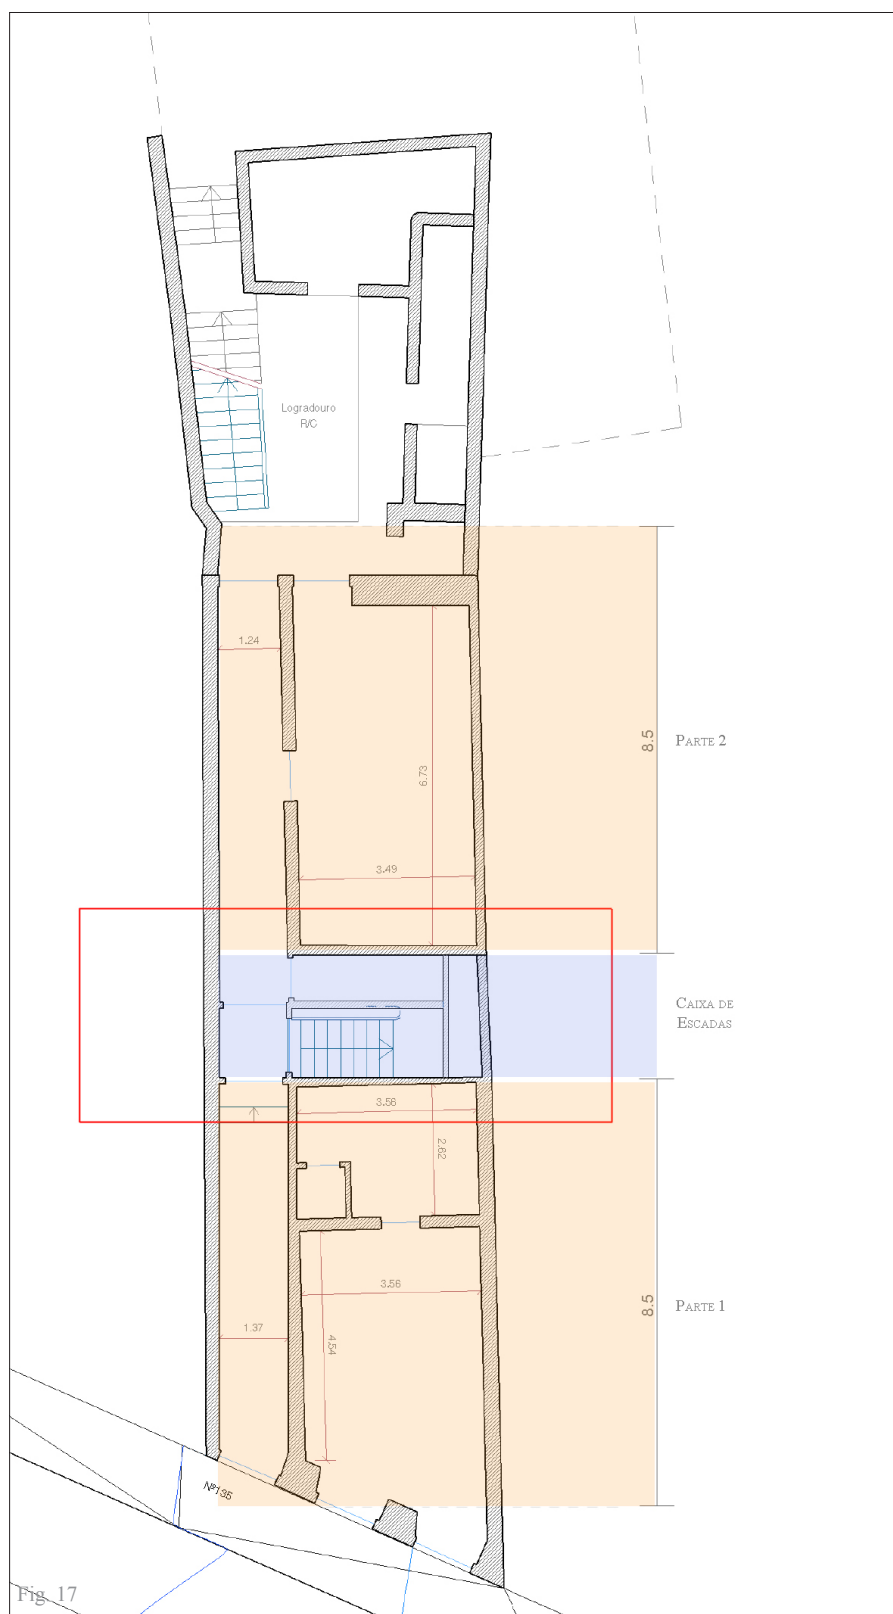 Logradouro
R/C
1.24
8.5
PARTE 2
6.73
3.49
CAIXA DE
ESCADAS
3.56
2.62
3.56
8.5
PARTE 1
1.37
4.54
Nº135
Fig. 17